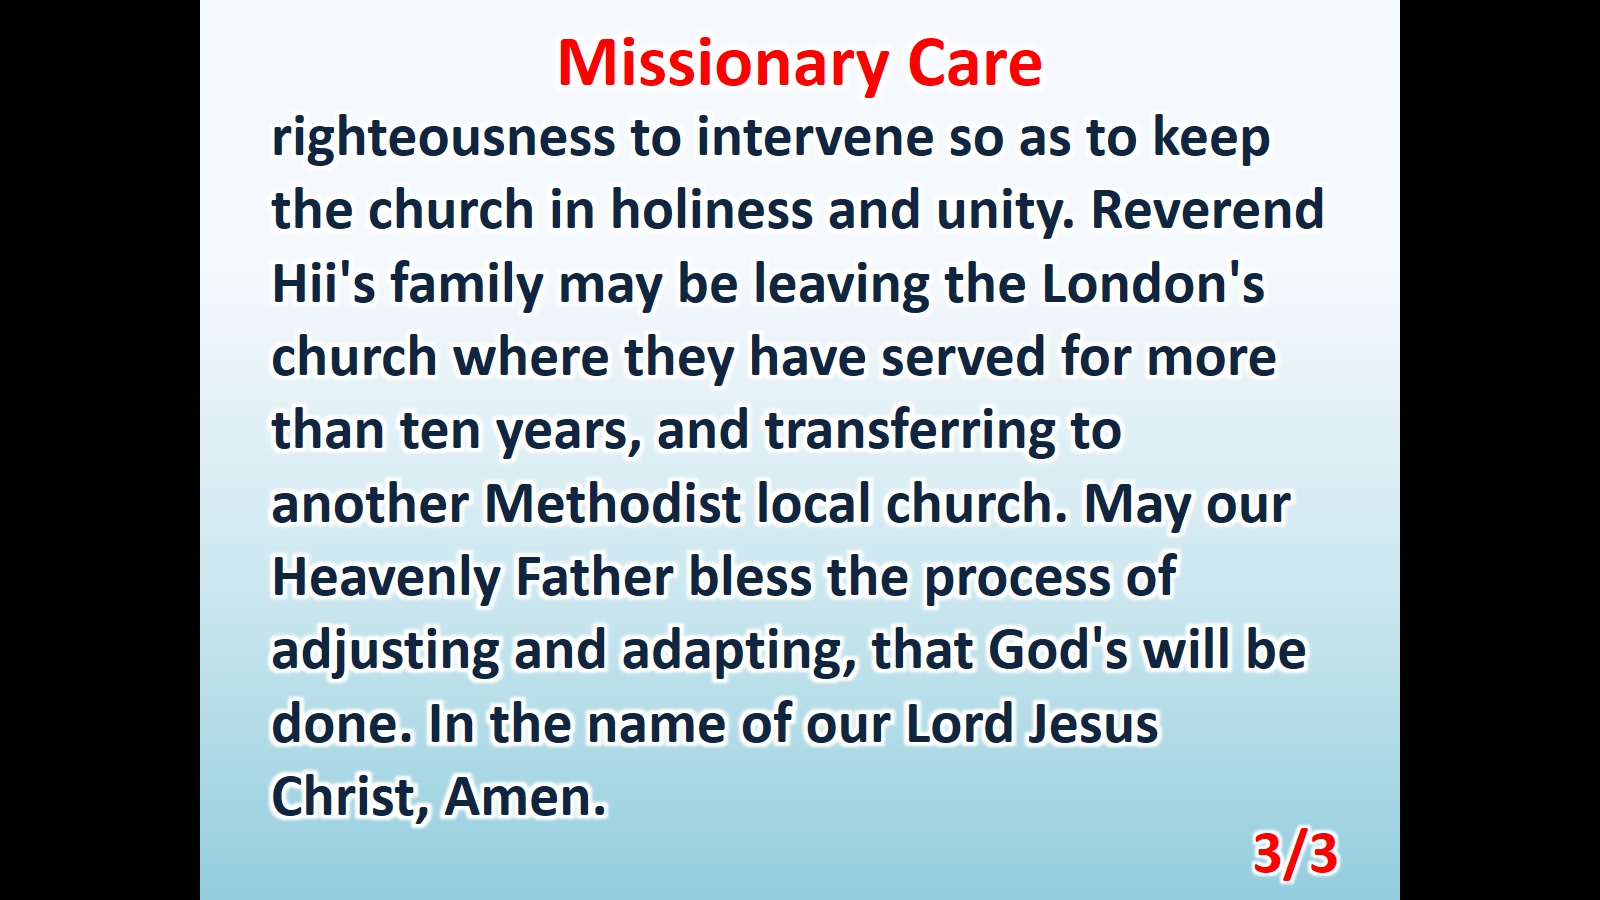 Missionary Care
righteousness to intervene so as to keep
the church in holiness and unity. Reverend
Hii's family may be leaving the London's
church where they have served for more
than ten years, and transferring to
another Methodist local church. May our
Heavenly Father bless the process of
adjusting and adapting, that God's will be
done. In the name of our Lord Jesus
Christ, Amen.
3/3